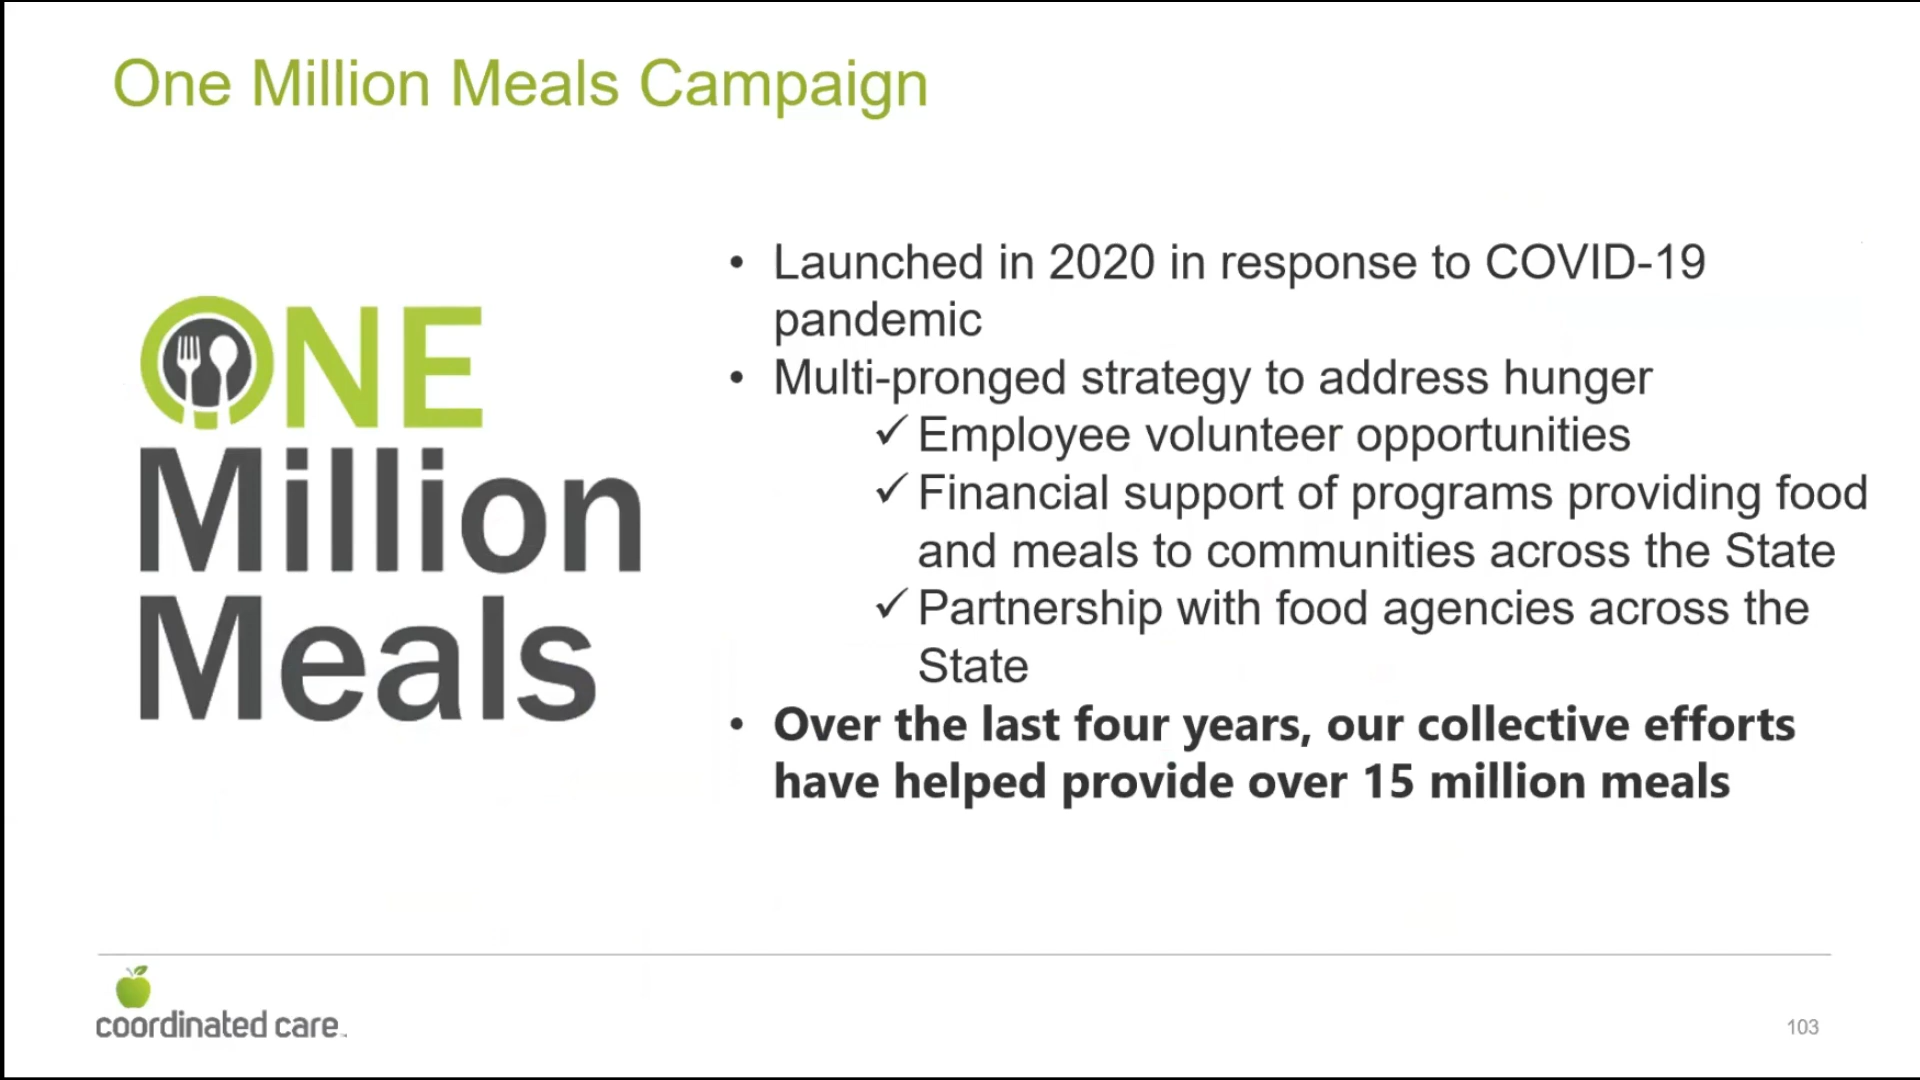 One Million Meals Campaign
ONE
Million
Meals
• Launched in 2020 in response to COVID-19
pandemic
• Multi-pronged strategy to address hunger
✓ Employee volunteer opportunities
✓ Financial support of programs providing food
and meals to communities across the State
✓ Partnership with food agencies across the
State
• Over the last four years, our collective efforts
have helped provide over 15 million meals
coordinated care™
103